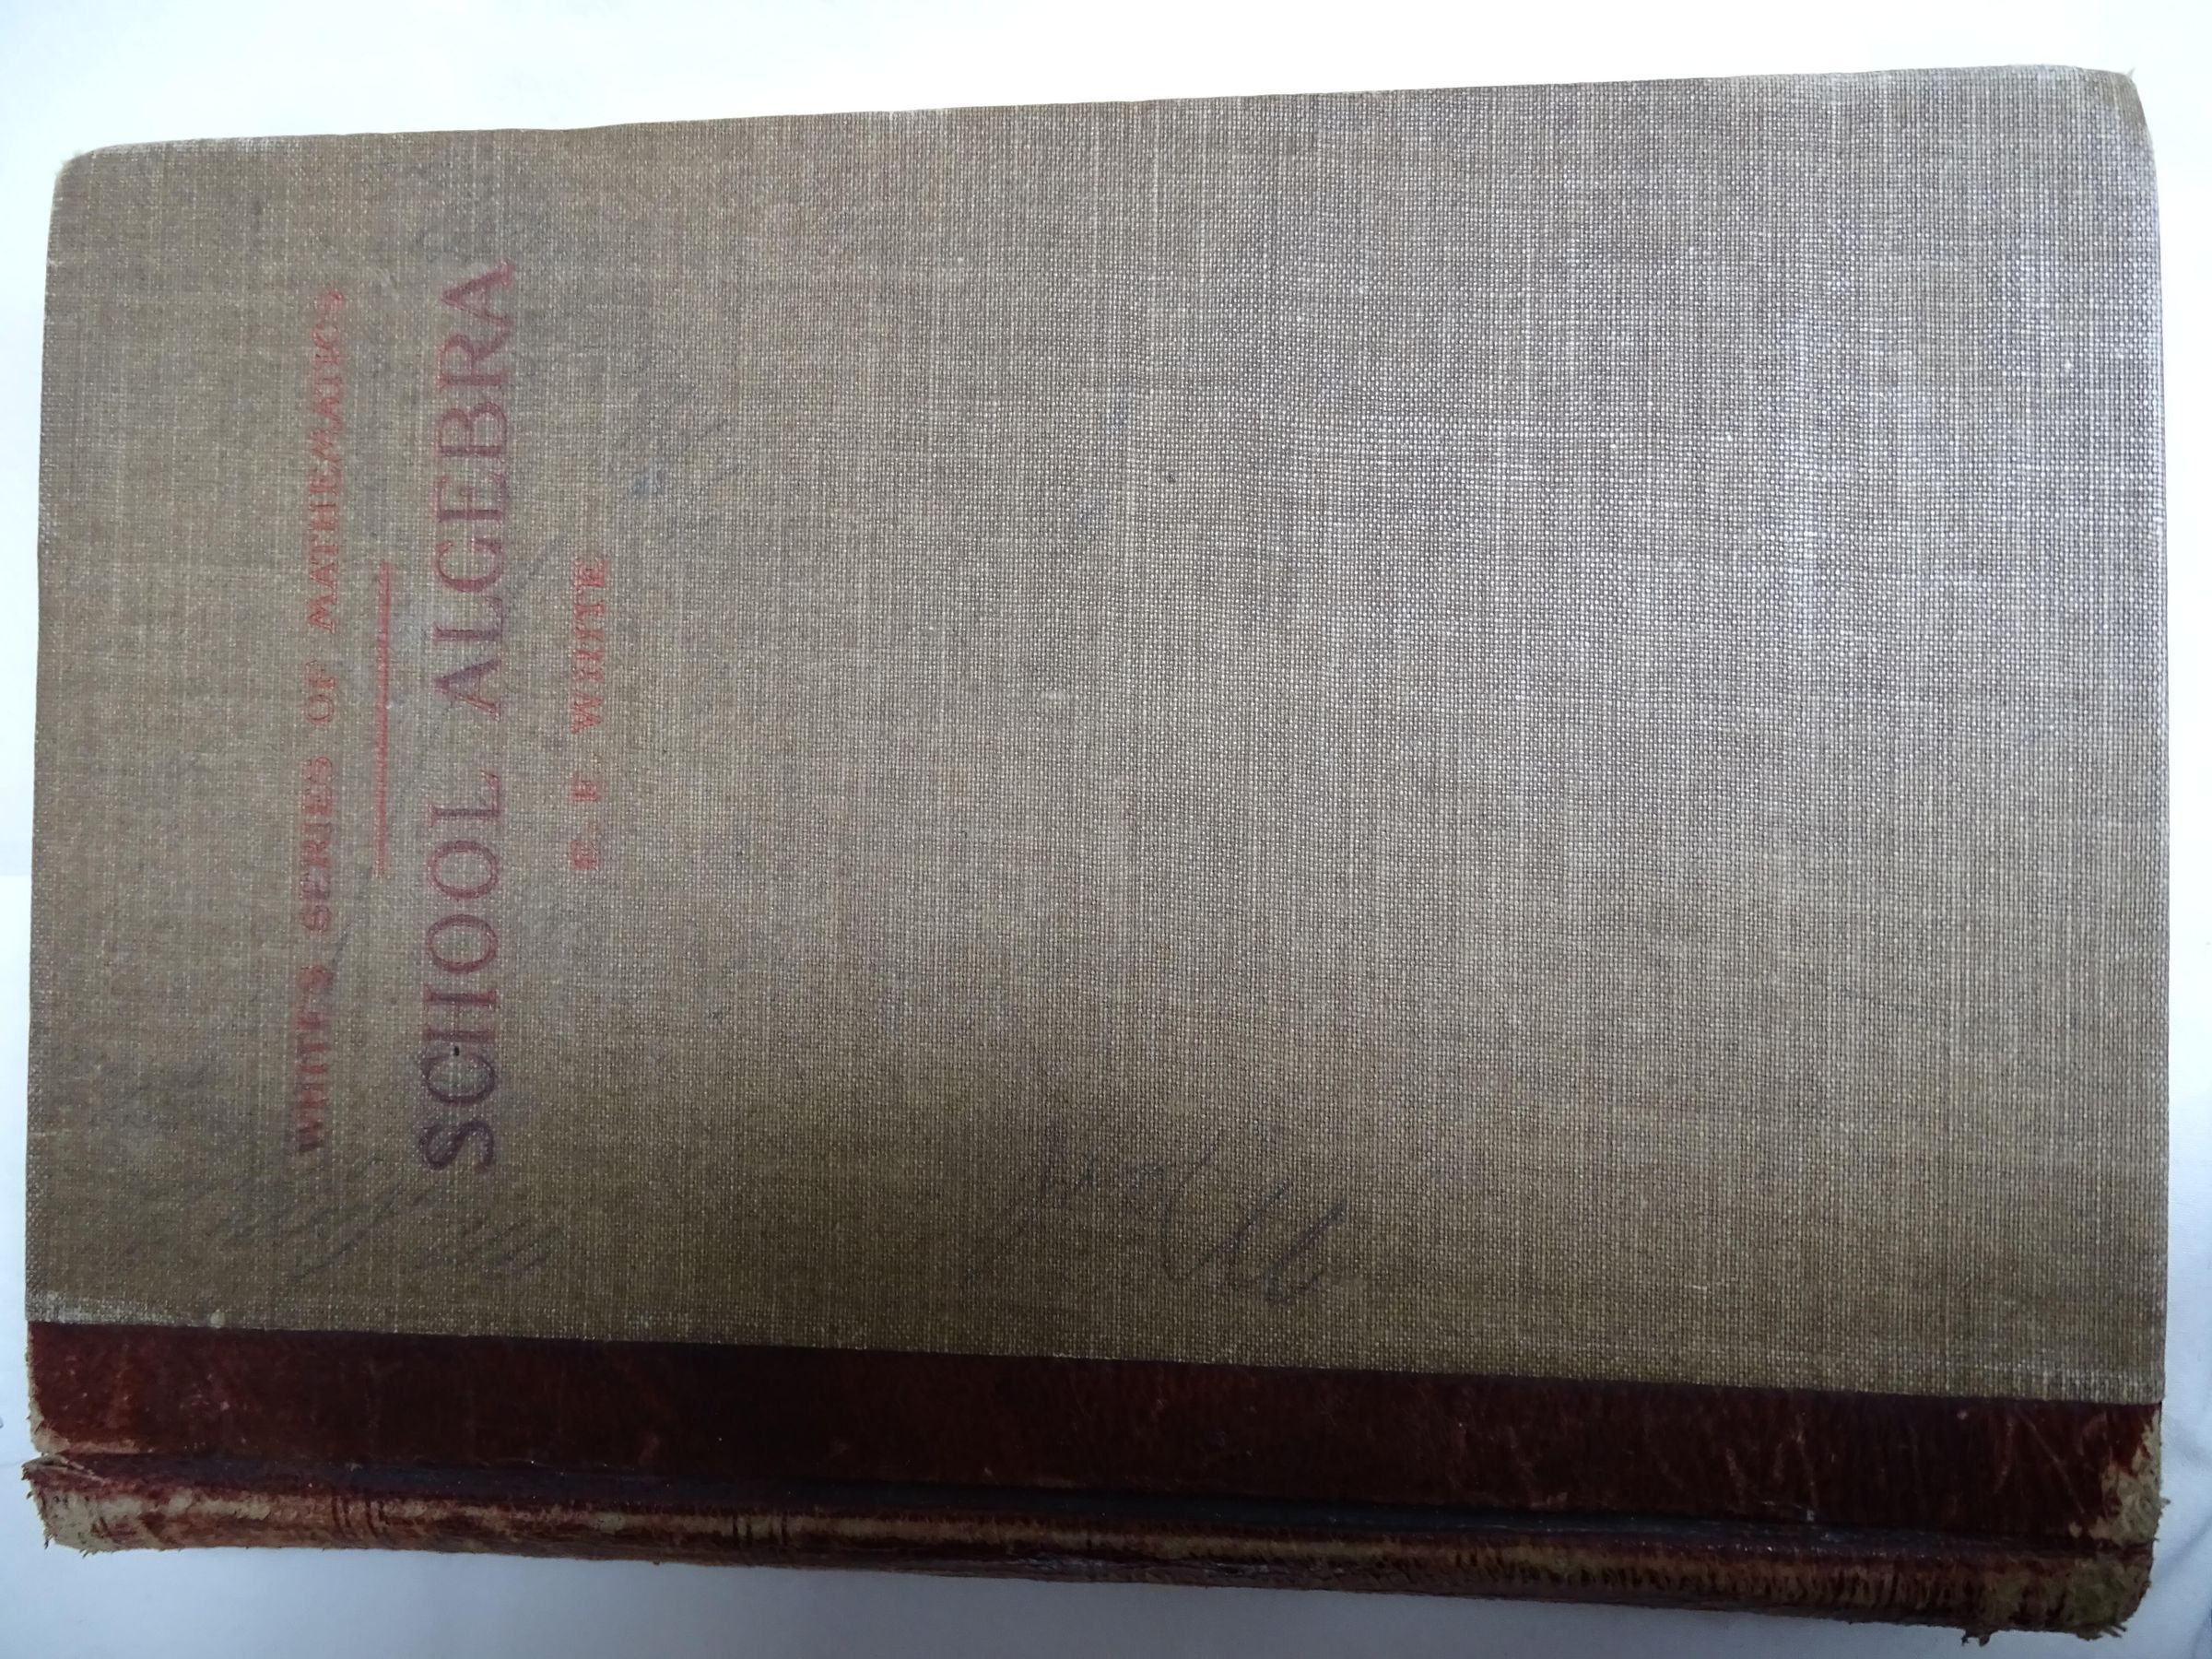 WHITE'S SERIES OF MATHEMATICS
SCHOOL ALGEBRA
E. E. WHITE